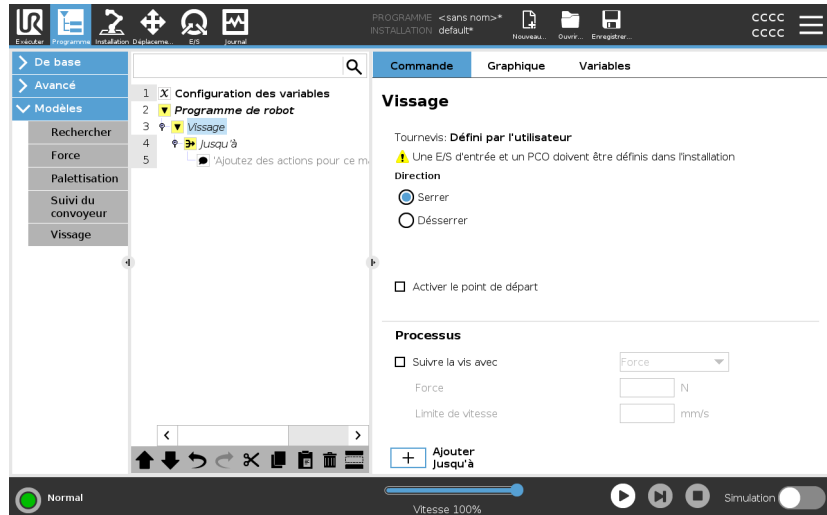 UR
Exécuter
Programme
Installation
Déplaceme...
E/S
Journal
PROGRAMME <sans nom>*
INSTALLATION default*
Nouveau...
Ouvrir...
Enregistrer...
cccc
cccc
De base
Avancé
Modèles
Rechercher
Force
Palettisation
Suivi du
convoyeur
Vissage
1 X Configuration des variables
2 Programme de robot
3 Vissage
4 Jusqu'à
5 'Ajoutez des actions pour ce m
Commande
Graphique
Variables
Vissage
Tournevis: Défini par l'utilisateur
Une E/S d'entrée et un PCO doivent être définis dans l'installation
Direction
Serrer
Désserrer
Activer le point de départ
Processus
Suivre la vis avec
Force
Force
N
Limite de vitesse
mm/s
+ Ajouter
Jusqu'à
Normal
Vitesse 100%
Simulation